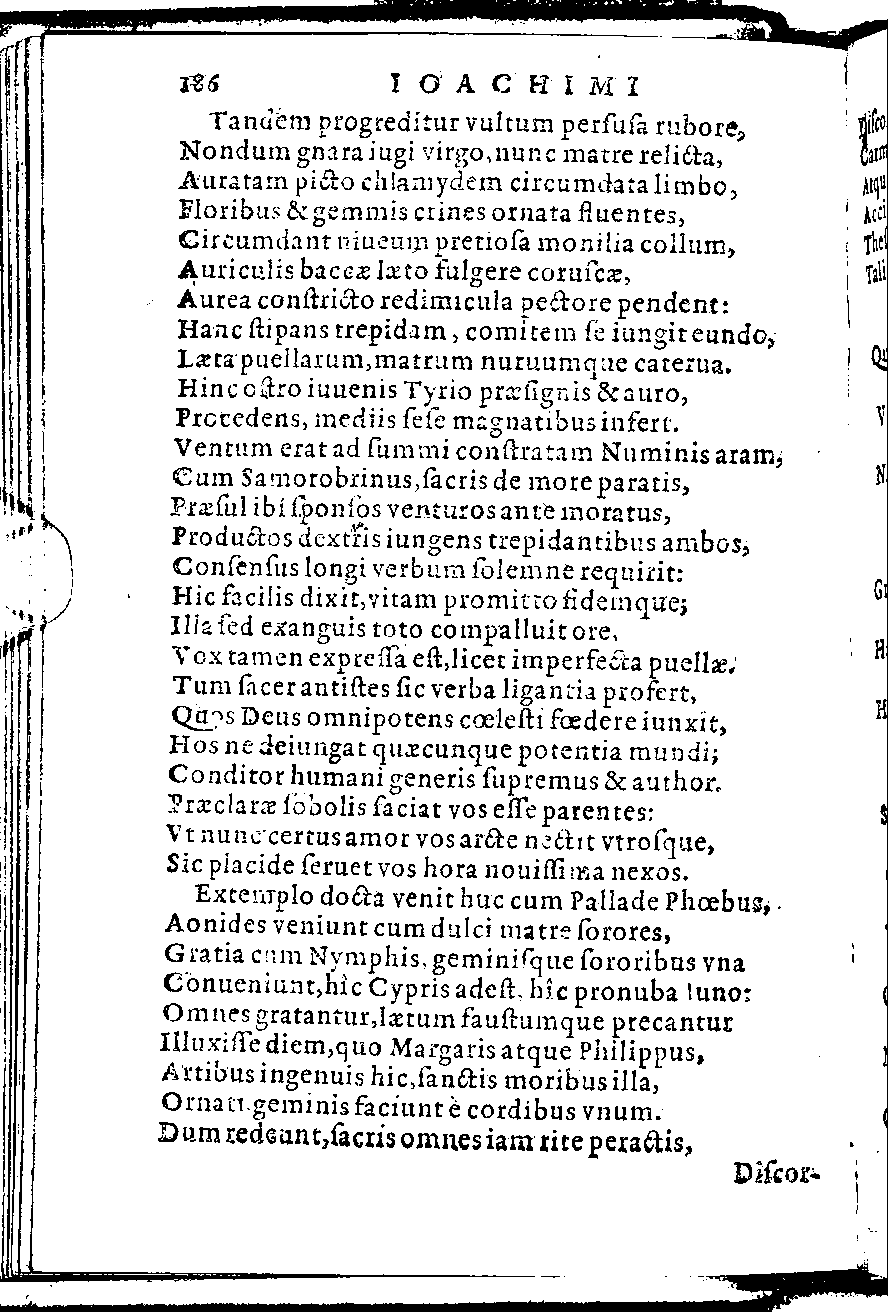 186 IOACHIMI
Tandem progreditur vultum perfuſa rubore,
Nondum gnara iugi virgo, nunc matre relicta,
Auratam picto chlamydem circumdata limbo,
Floribus & gemmis crines ornata fluentes,
Circumdant niueum pretioſa monilia collum,
Auriculis baccæ læto fulgere coruſcæ,
Aurea conſtricto redimicula pectore pendent:
Hanc ſtipans trepidam, comitem ſe iungit eundo,
Læta puellarum, matrum nuruumque caterua.
Hinc oſtro iuuenis Tyrio præſignis & auro,
Procedens, mediis ſeſe magnatibus infert.
Ventum erat ad ſummi conſtratam Numinis aram,
Cum Samorobrinus, ſacris de more paratis,
Præſul ibi ſponſos venturos ante moratus,
Productos dextris iungens trepidantibus ambos,
Conſenſus longi verbum ſolemne requirit:
Hic facilis dixit, vitam promitto fidemque;
Illa ſed exanguis toto compalluit ore,
Vox tamen expreſſa eſt, licet imperfecta puellæ.
Tum ſacer antiſtes ſic verba ligantia profert,
Quos Deus omnipotens cœleſti fœdere iunxit,
Hos ne deiungat quæcunque potentia mundi;
Conditor humani generis ſupremus & author.
Præclaræ ſobolis faciat vos eſſe parentes:
Vt nunc certus amor vos arcte nectit vtroſque,
Sic placide ſeruet vos hora nouiſſima nexos.
Extemplo docta venit huc cum Pallade Phœbus,
Aonides veniunt cum dulci matre ſorores,
Gratia cum Nymphis, geminiſque ſororibus vna
Conueniunt, hîc Cypris adeſt, hîc pronuba Iuno:
Omnes gratantur, lætum fauſtumque precantur
Illuxiſſe diem, quo Margaris atque Philippus,
Artibus ingenuis hic, ſanctis moribus illa,
Ornati geminis faciunt è cordibus vnum.
Dum redeunt, ſacris omnes iam rite peractis,
Diſcor-